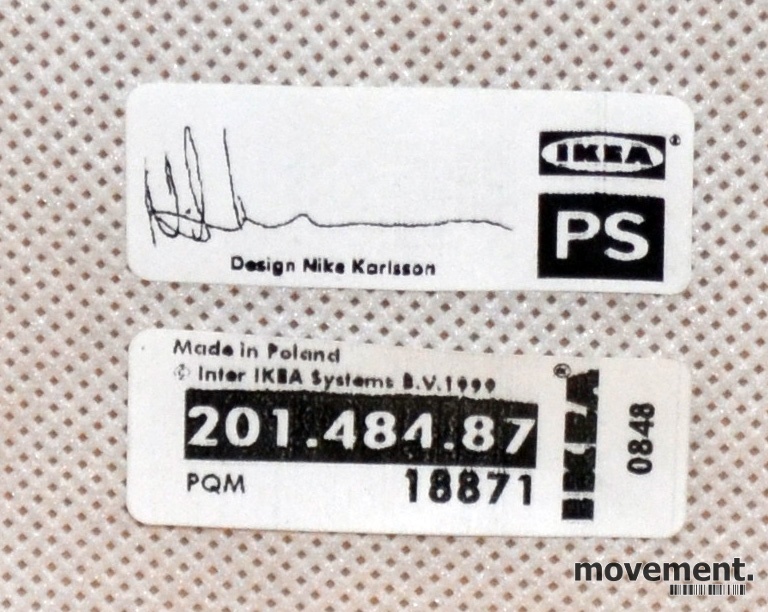 IKEA®
PS
Design Nike Karlsson
Made in Poland
© Inter IKEA Systems B.V. 1999
201.484.87
PQM 18871
IKEA®
0848
movement.